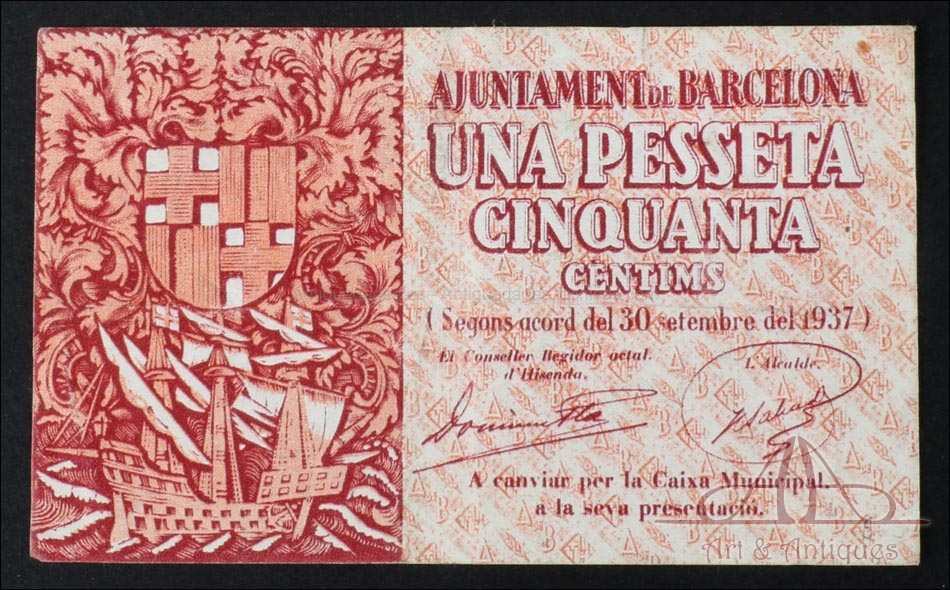 AJUNTAMENT DE BARCELONA
UNA PESSETA
CINQUANTA
CENTIMS
(Segons acord del 30 setembre del 1937)
El Conseller Regidor actal.
d'Hisenda.
L'Alcalde.
A canviar per la Caixa Municipal.
a la seva presentació.
Art & Antiques